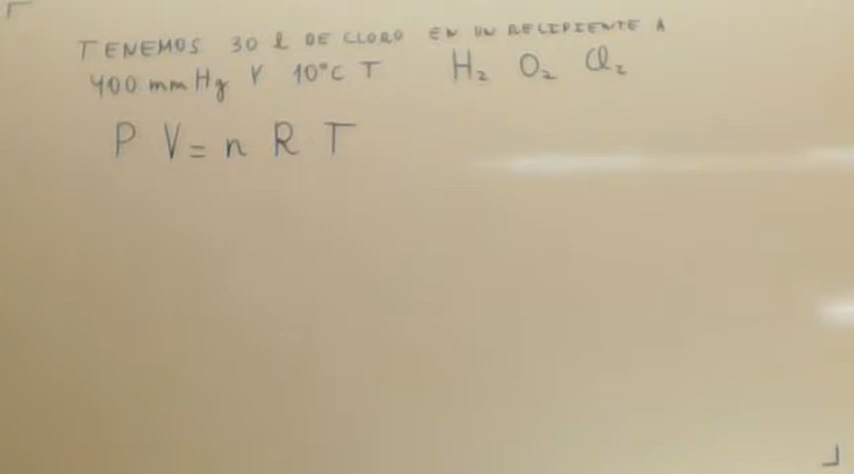 TENEMOS 30 l DE CLORO EN UN RECIPIENTE A
400 mm Hg Y 10°C T H₂ O₂ Cl₂
P V = n R T